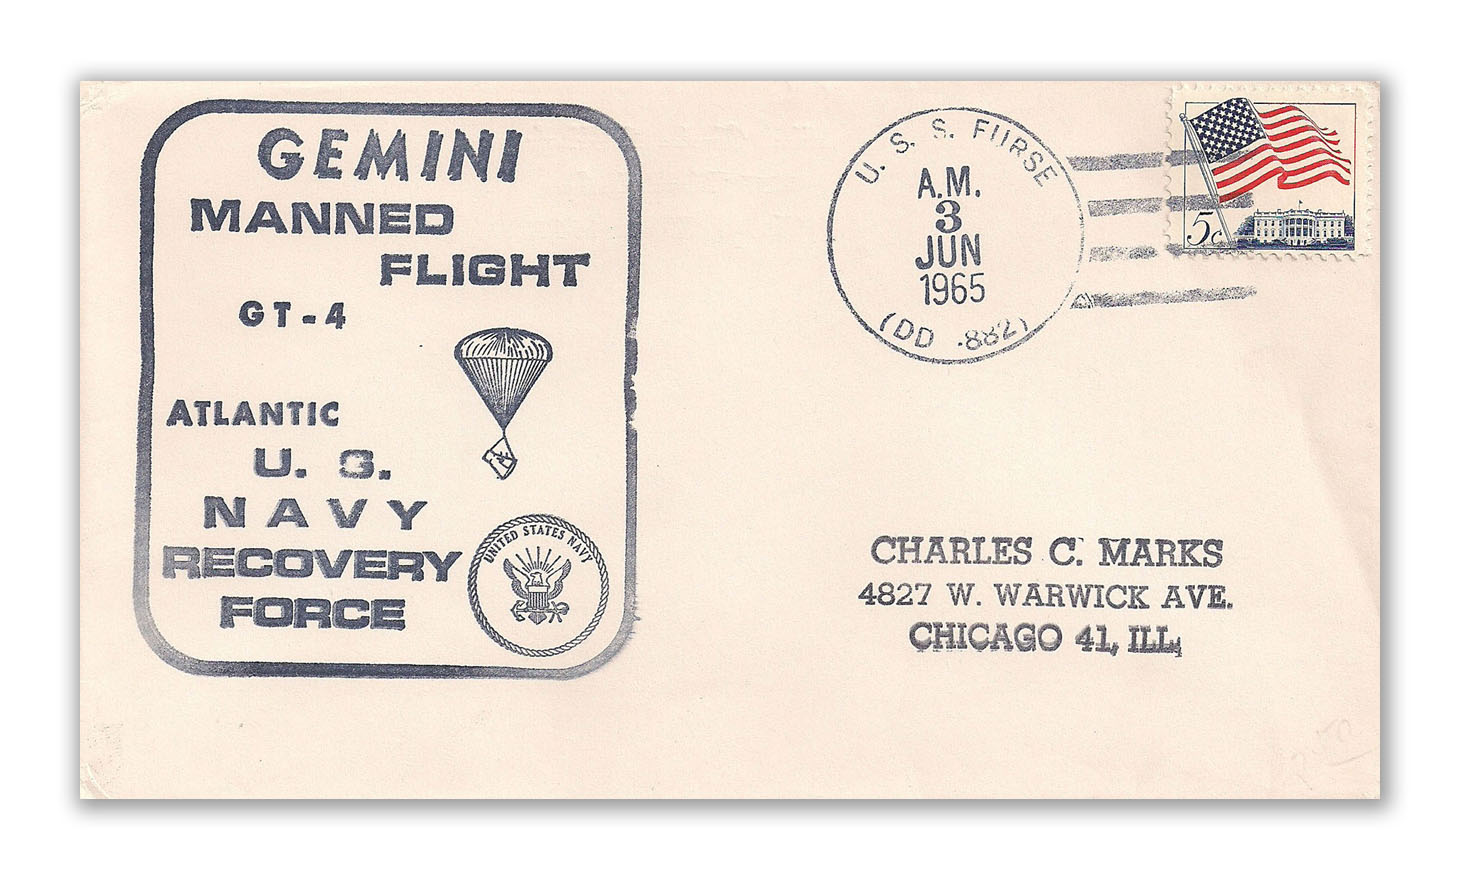 GEMINI
MANNED
FLIGHT
GT-4
ATLANTIC
U. S.
NAVY
RECOVERY
FORCE
UNITED STATES NAVY
U. S. S. FURSE
A.M.
3
JUN
1965
(DD-882)
5c
CHARLES C. MARKS
4827 W. WARWICK AVE.
CHICAGO 41, ILL.